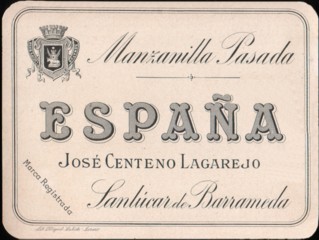 Manzanilla Pasada
ESPAÑA
JOSÉ CENTENO LAGAREJO
Marca Registrada
Sanlúcar de Barrameda